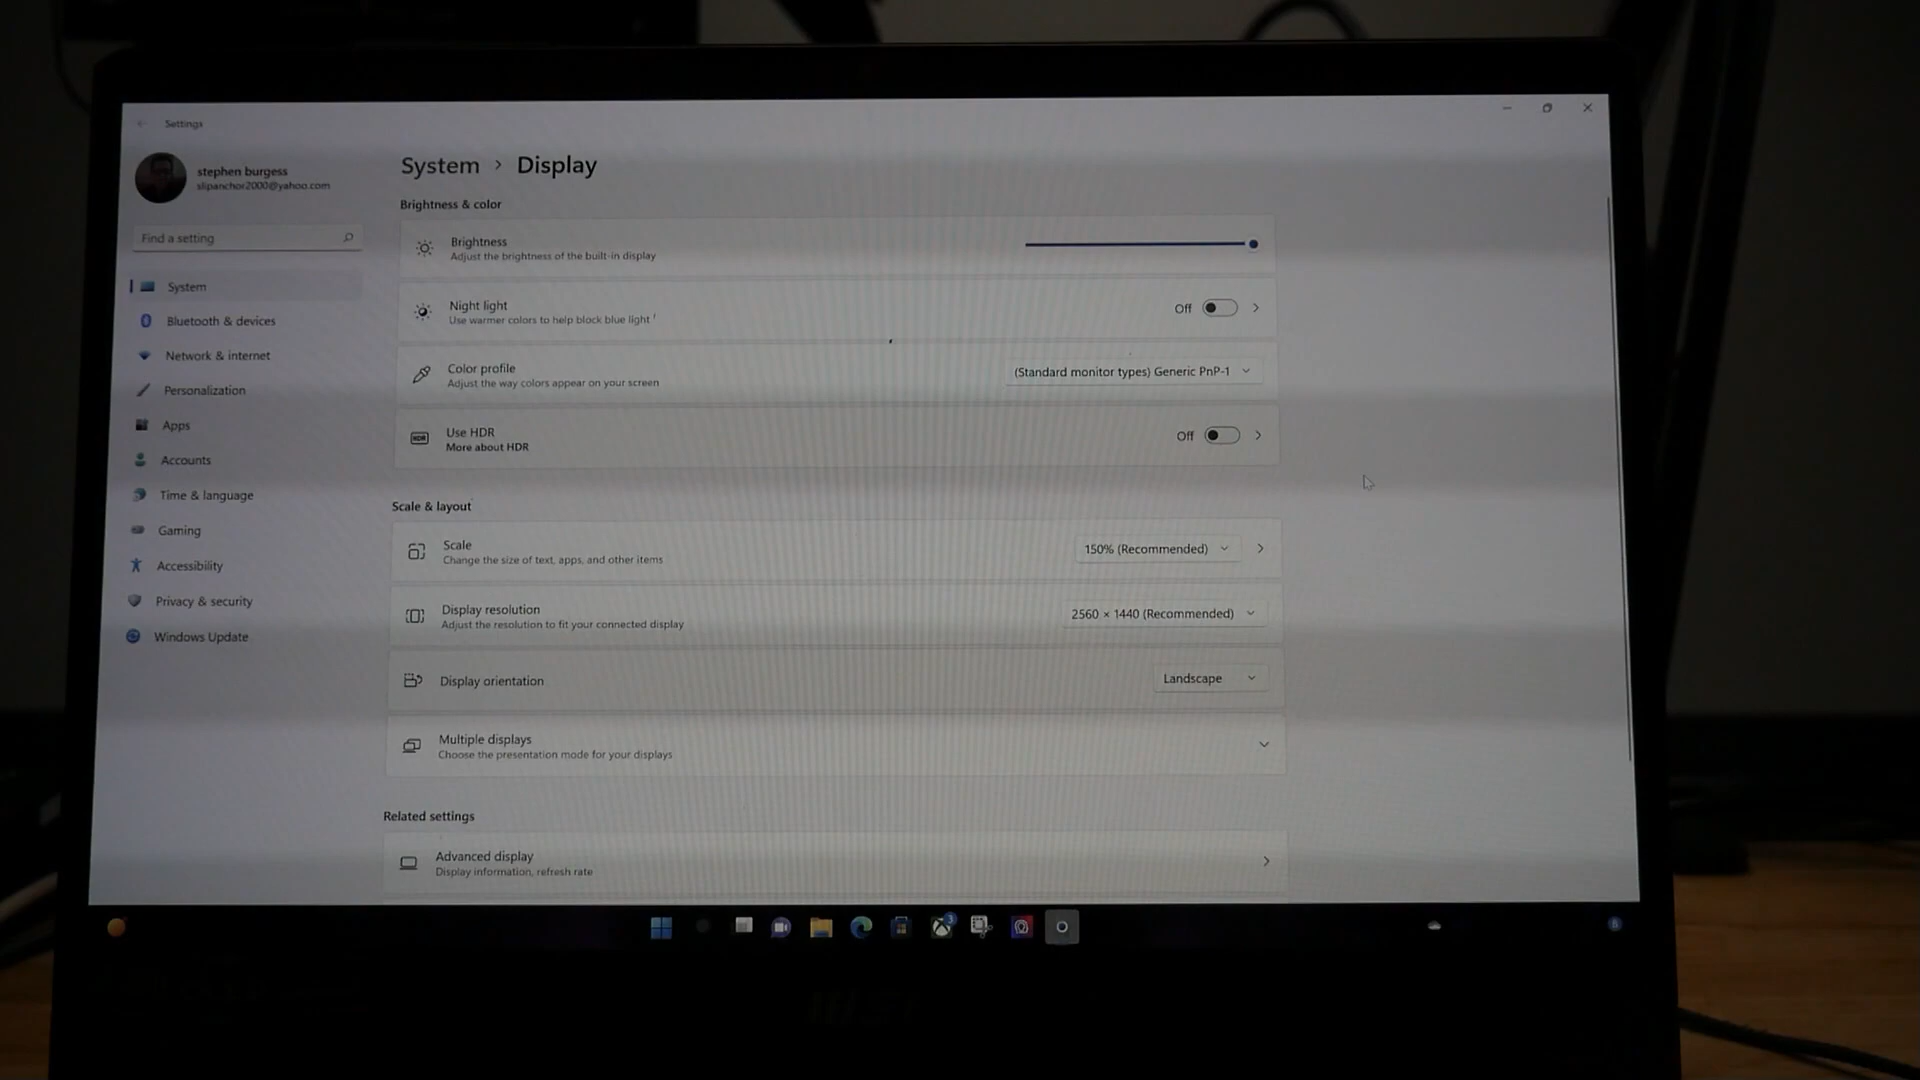 Settings
stephen burgess
slipanchor2000@yahoo.com
Find a setting
System
Bluetooth & devices
Network & internet
Personalization
Apps
Accounts
Time & language
Gaming
Accessibility
Privacy & security
Windows Update
System > Display
Brightness & color
Brightness
Adjust the brightness of the built-in display
Night light
Use warmer colors to help block blue light
Off
Color profile
Adjust the way colors appear on your screen
(Standard monitor types) Generic PnP-1
HDR
Use HDR
More about HDR
Off
Scale & layout
Scale
Change the size of text, apps, and other items
150% (Recommended)
Display resolution
Adjust the resolution to fit your connected display
2560 × 1440 (Recommended)
Display orientation
Landscape
Multiple displays
Choose the presentation mode for your displays
Related settings
Advanced display
Display information, refresh rate
3